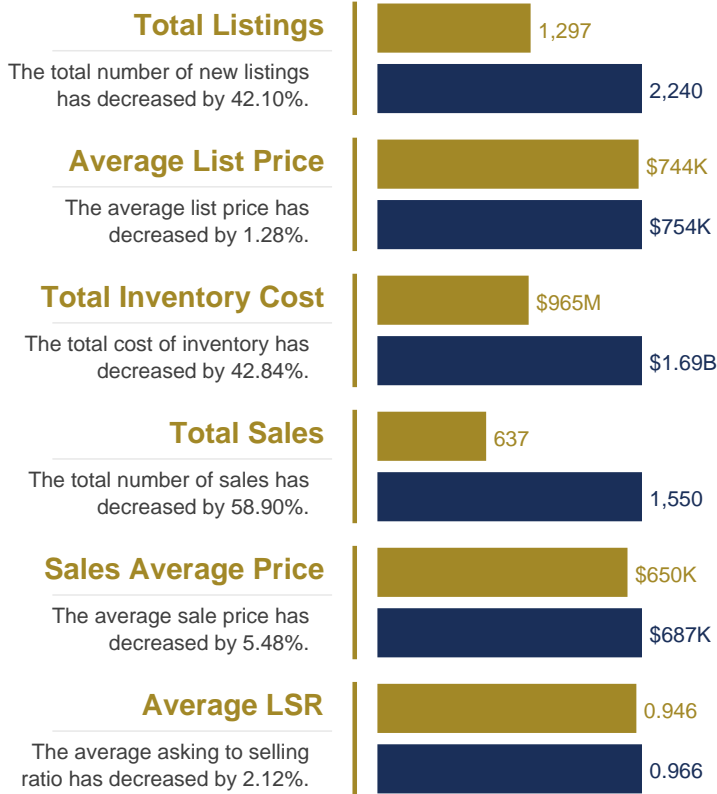 Total Listings
The total number of new listings
has decreased by 42.10%.
1,297
2,240
Average List Price
The average list price has
decreased by 1.28%.
$744K
$754K
Total Inventory Cost
The total cost of inventory has
decreased by 42.84%.
$965M
$1.69B
Total Sales
The total number of sales has
decreased by 58.90%.
637
1,550
Sales Average Price
The average sale price has
decreased by 5.48%.
$650K
$687K
Average LSR
The average asking to selling
ratio has decreased by 2.12%.
0.946
0.966